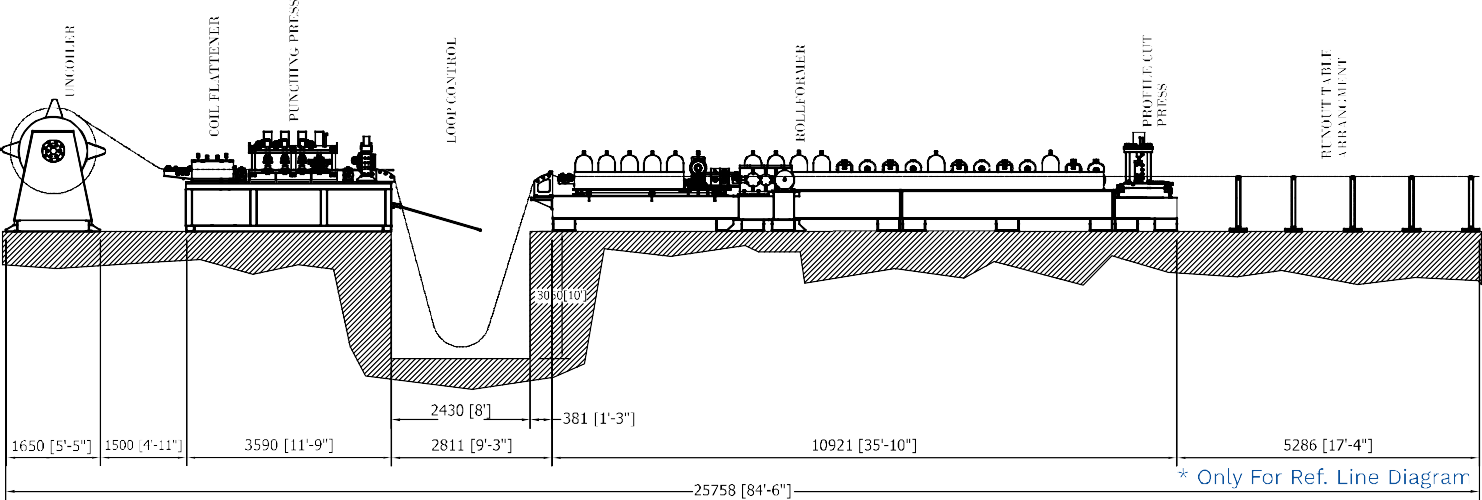 UNCOILER
COIL FLATTENER
PUNCHING PRESS
LOOP CONTROL
ROLLFORMER
PROFILE CUT
PRESS
RUNOUT TABLE
ARRANGMENT
3050[10']
2430 [8']
381 [1'-3"]
1650 [5'-5"]
1500 [4'-11"]
3590 [11'-9"]
2811 [9'-3"]
10921 [35'-10"]
5286 [17'-4"]
* Only For Ref. Line Diagram
25758 [84'-6"]